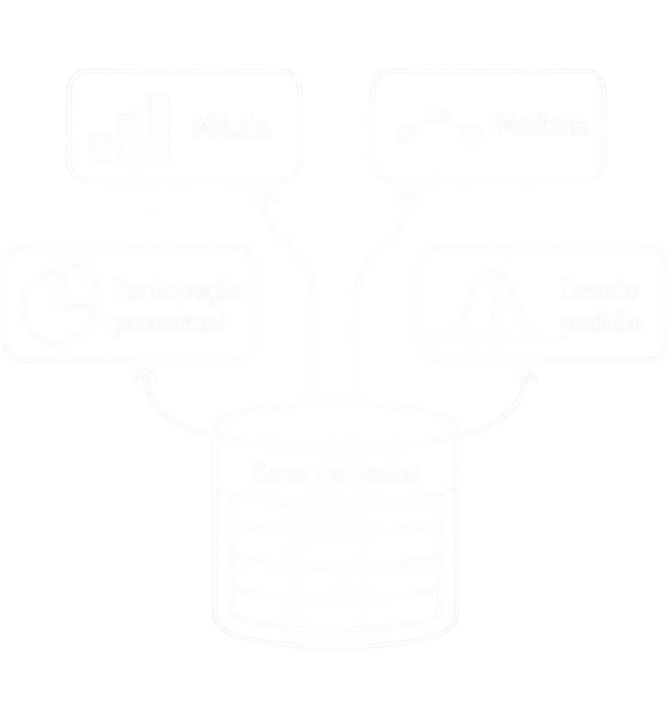 Média
Mediana
Participação
percentual
Desvio
padrão
Base de Dados